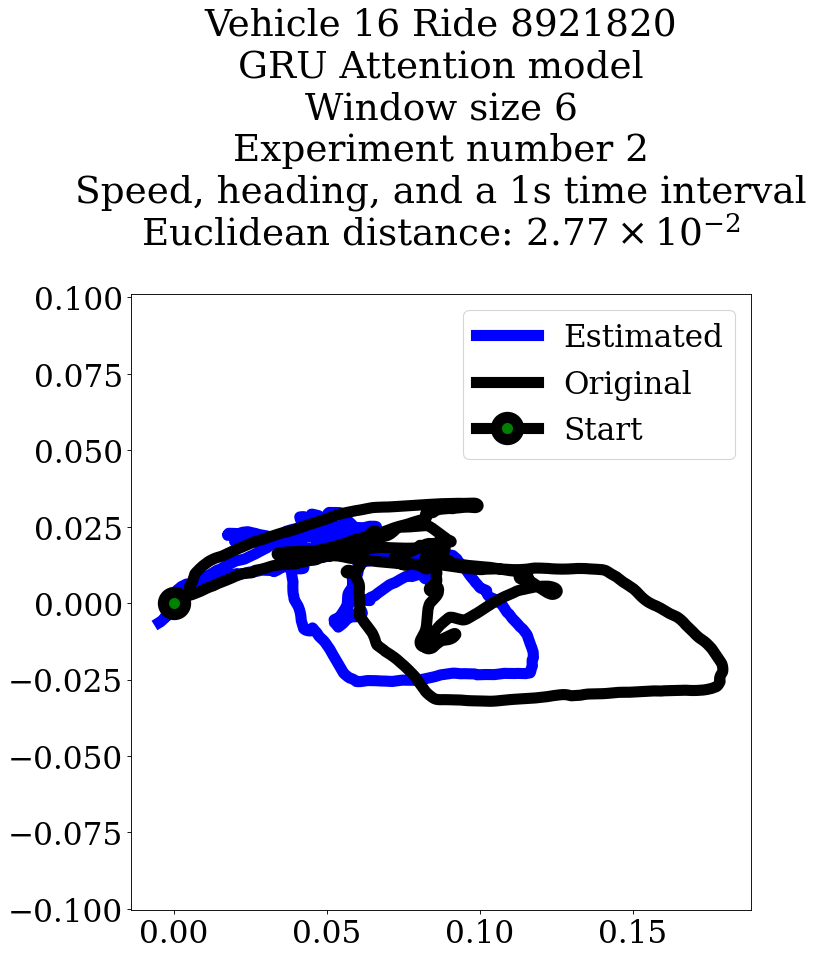 Vehicle 16 Ride 8921820
GRU Attention model
Window size 6
Experiment number 2
Speed, heading, and a 1s time interval
Euclidean distance: 2.77 × 10⁻²
0.100
0.075
0.050
0.025
0.000
−0.025
−0.050
−0.075
−0.100
Estimated
Original
Start
0.00 0.05 0.10 0.15